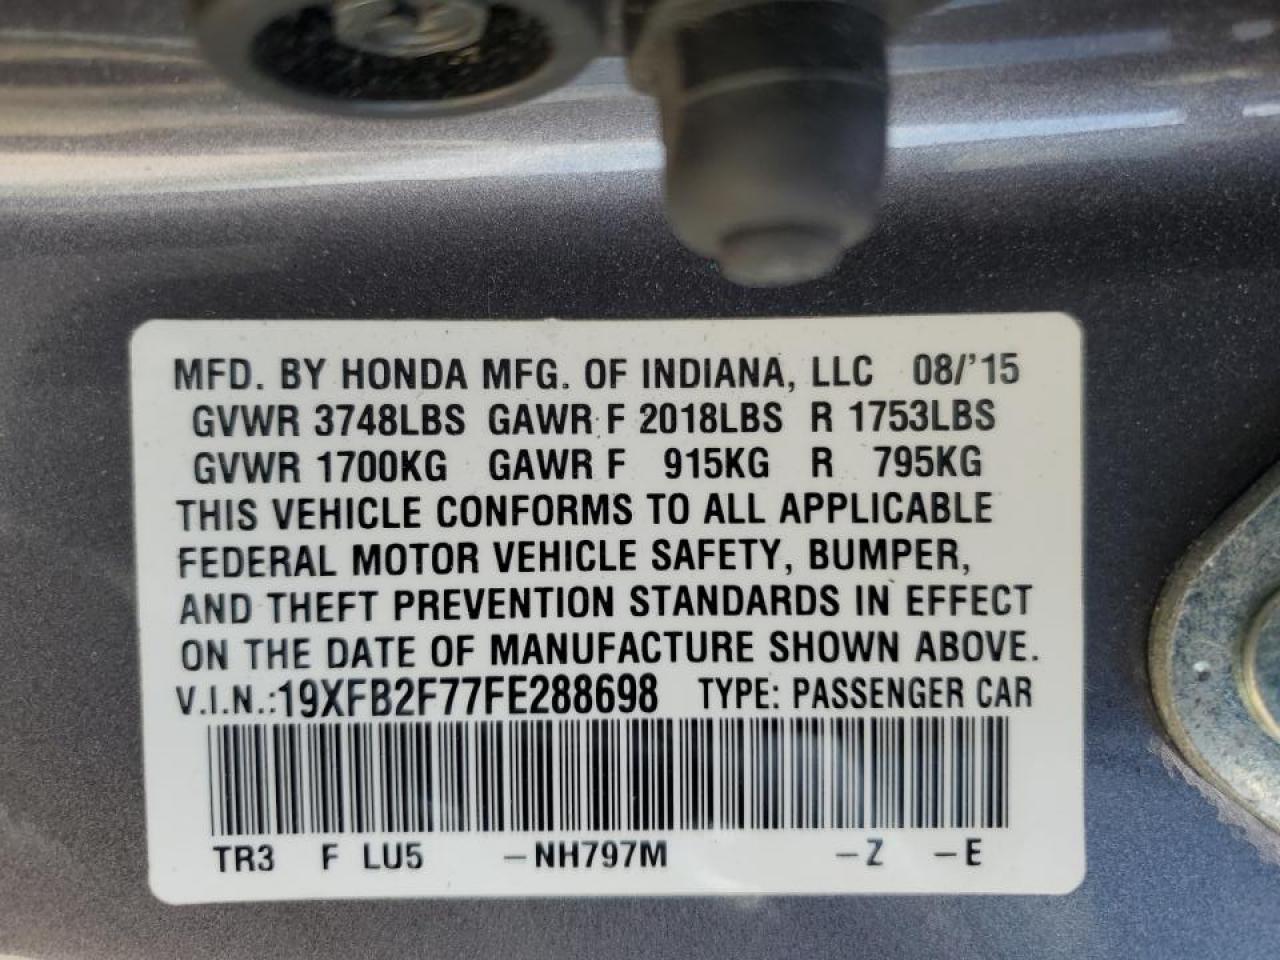 MFD. BY HONDA MFG. OF INDIANA, LLC 08/'15
GVWR 3748LBS GAWR F 2018LBS R 1753LBS
GVWR 1700KG GAWR F 915KG R 795KG
THIS VEHICLE CONFORMS TO ALL APPLICABLE
FEDERAL MOTOR VEHICLE SAFETY, BUMPER,
AND THEFT PREVENTION STANDARDS IN EFFECT
ON THE DATE OF MANUFACTURE SHOWN ABOVE.
V.I.N.:19XFB2F77FE288698 TYPE: PASSENGER CAR
TR3 F LU5 –NH797M –Z –E